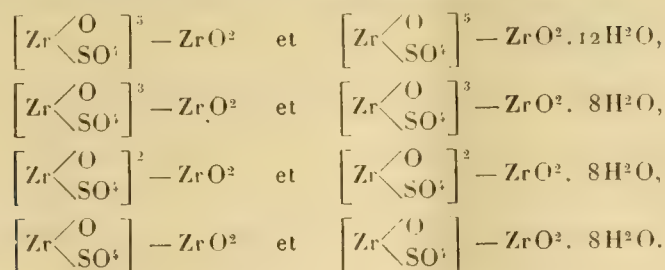 [Zr<O SO⁴]⁵ — ZrO² et [Zr<O SO⁴]⁵ — ZrO². 12H²O,
[Zr<O SO⁴]³ — ZrO² et [Zr<O SO⁴]³ — ZrO². 8H²O,
[Zr<O SO⁴]² — ZrO² et [Zr<O SO⁴]² — ZrO². 8H²O,
[Zr<O SO⁴] — ZrO² et [Zr<O SO⁴] — ZrO². 8H²O.